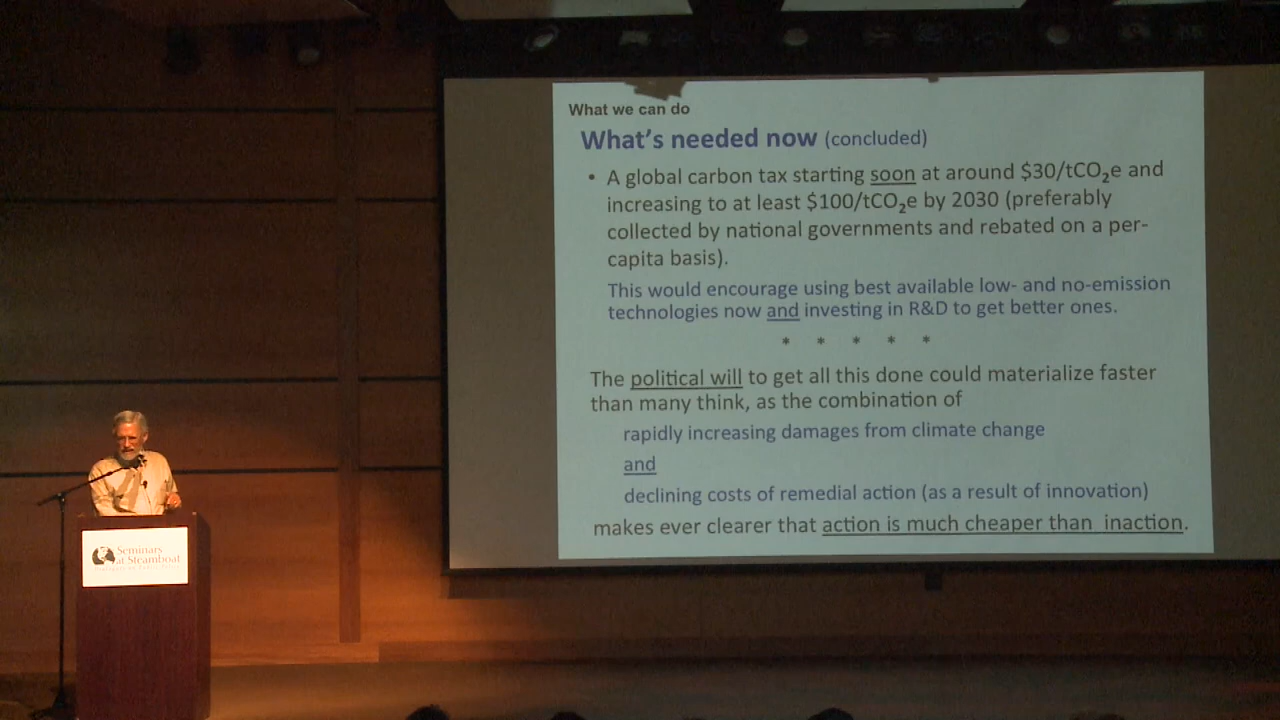 What we can do
What's needed now (concluded)
• A global carbon tax starting soon at around $30/tCO₂e and
increasing to at least $100/tCO₂e by 2030 (preferably
collected by national governments and rebated on a per-
capita basis).
This would encourage using best available low- and no-emission
technologies now and investing in R&D to get better ones.
* * * * *
The political will to get all this done could materialize faster
than many think, as the combination of
rapidly increasing damages from climate change
and
declining costs of remedial action (as a result of innovation)
makes ever clearer that action is much cheaper than inaction.
Seminars
at Steamboat